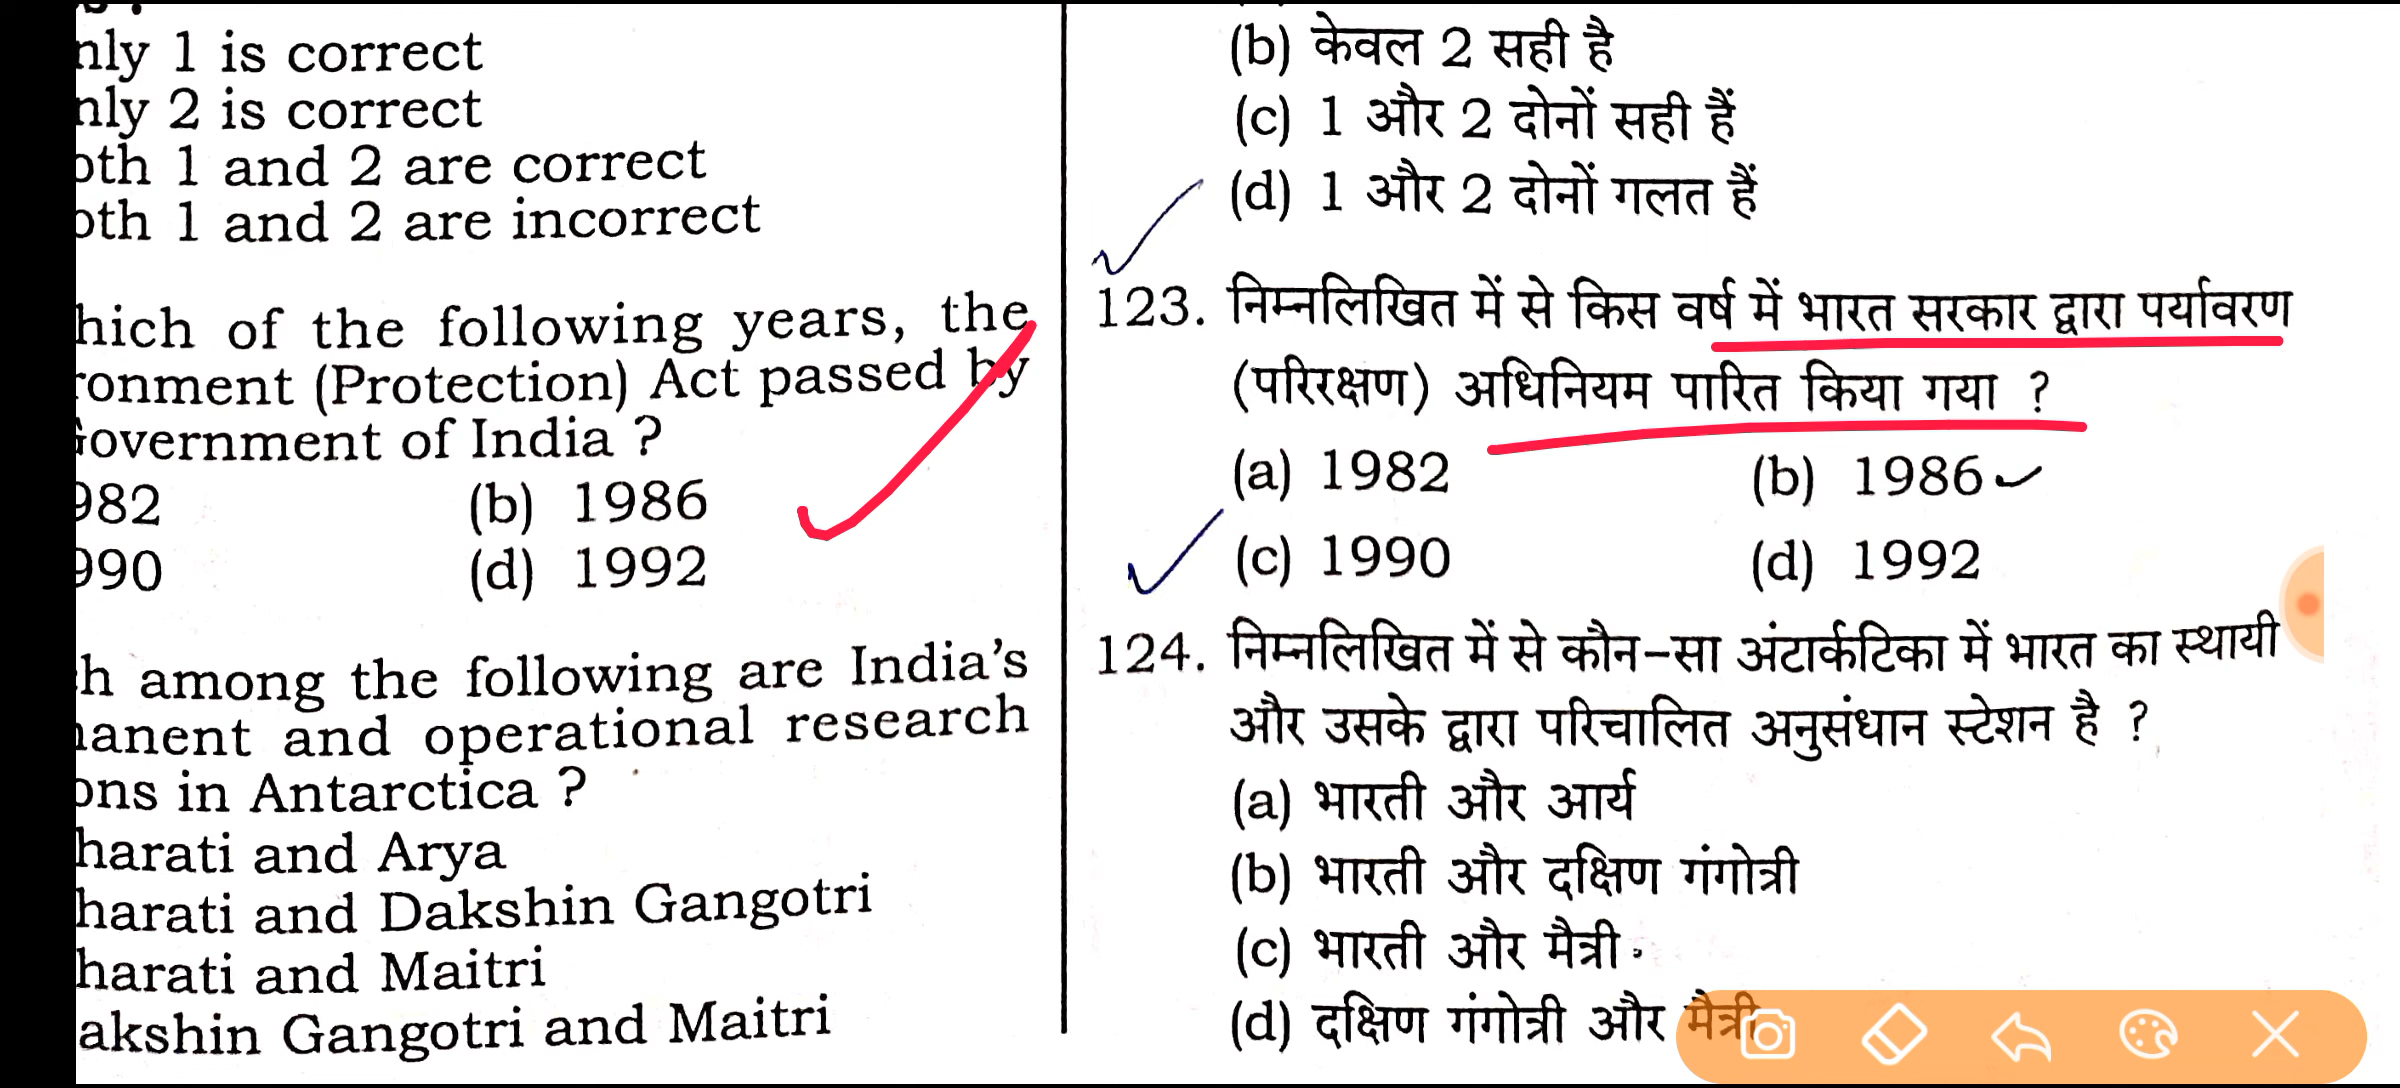 nly 1 is correct
nly 2 is correct
oth 1 and 2 are correct
oth 1 and 2 are incorrect
hich of the following years, the
ronment (Protection) Act passed by
Government of India ?
982 (b) 1986
990 (d) 1992
h among the following are India's
anent and operational research
ons in Antarctica ?
harati and Arya
harati and Dakshin Gangotri
harati and Maitri
akshin Gangotri and Maitri
(b) केवल 2 सही है
(c) 1 और 2 दोनों सही हैं
(d) 1 और 2 दोनों गलत हैं
123. निम्नलिखित में से किस वर्ष में भारत सरकार द्वारा पर्यावरण
(परिरक्षण) अधिनियम पारित किया गया ?
(a) 1982 (b) 1986
(c) 1990 (d) 1992
124. निम्नलिखित में से कौन-सा अंटार्कटिका में भारत का स्थायी
और उसके द्वारा परिचालित अनुसंधान स्टेशन है ?
(a) भारती और आर्य
(b) भारती और दक्षिण गंगोत्री
(c) भारती और मैत्री
(d) दक्षिण गंगोत्री और मैत्री